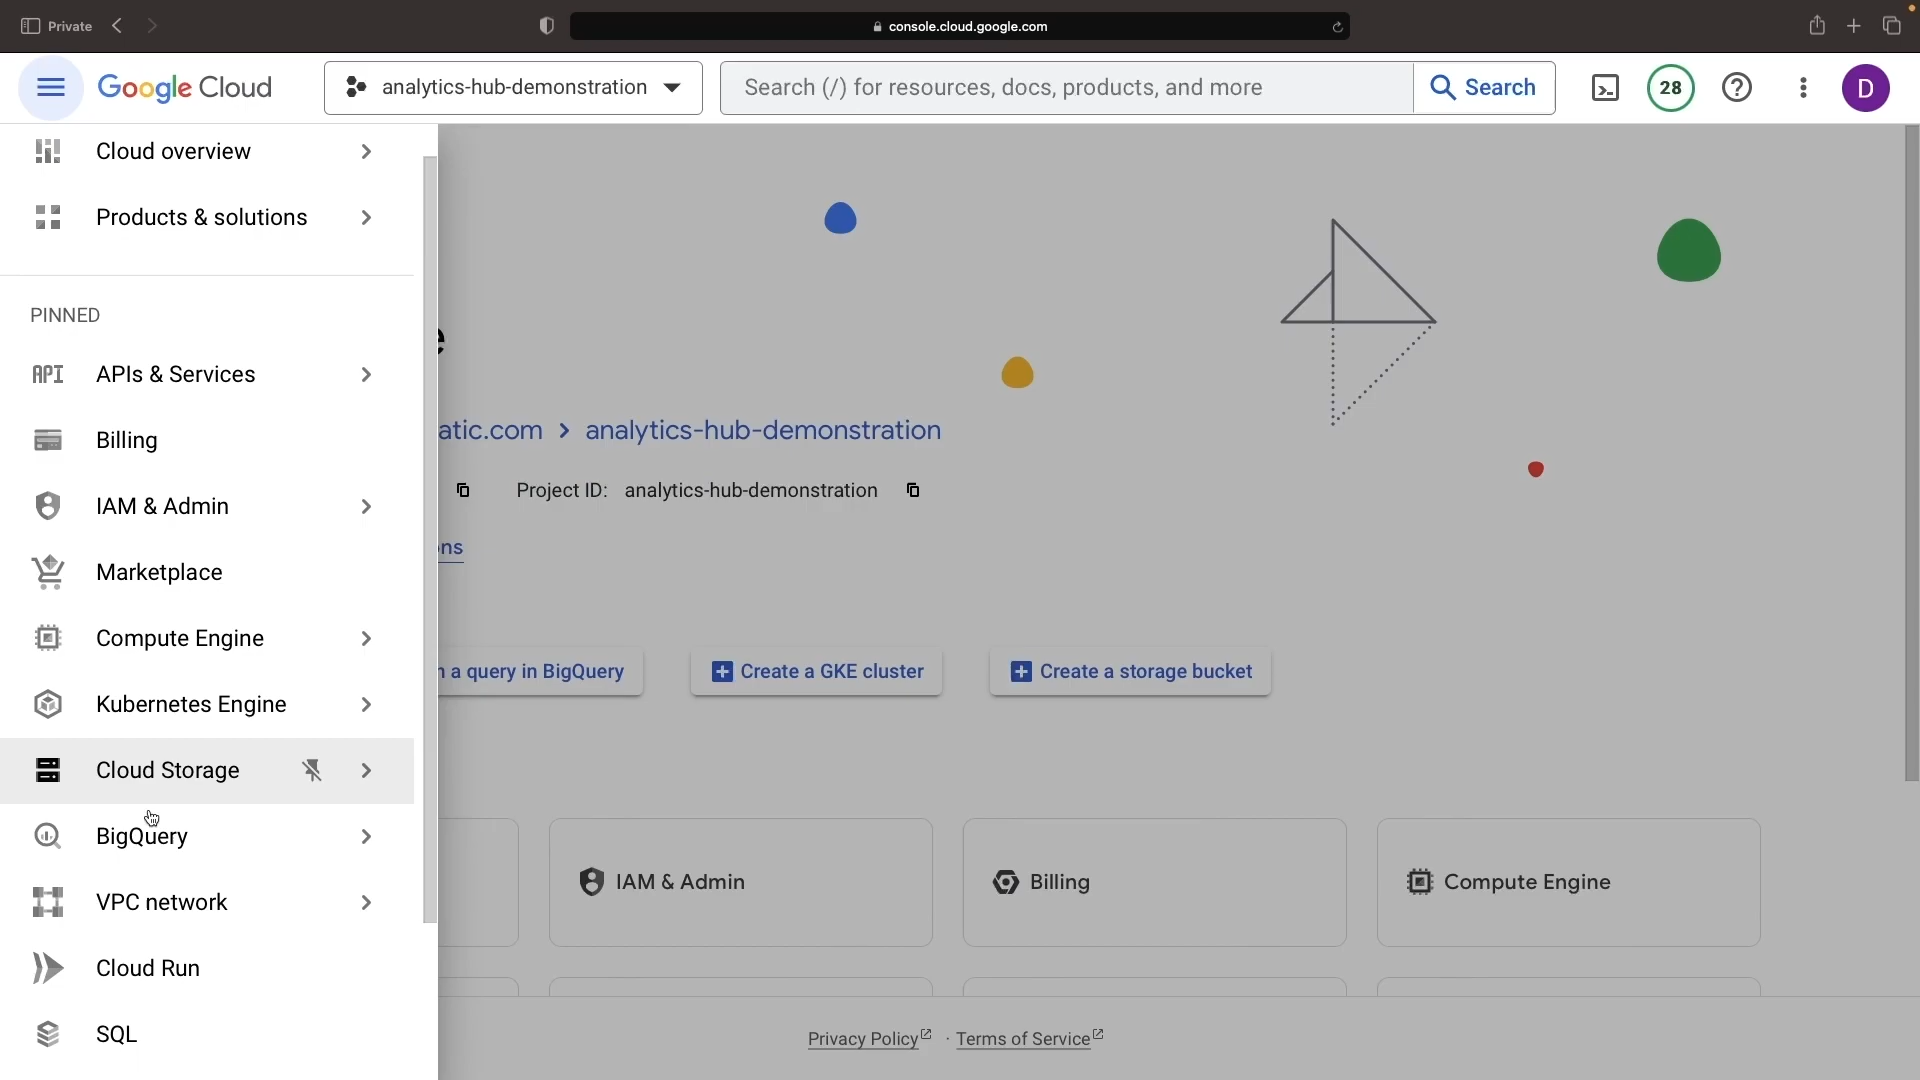 Private
console.cloud.google.com
Google Cloud
analytics-hub-demonstration
Search (/) for resources, docs, products, and more
Search
28
D
Cloud overview
Products & solutions
PINNED
APIs & Services
Billing
IAM & Admin
Marketplace
Compute Engine
Kubernetes Engine
Cloud Storage
BigQuery
VPC network
Cloud Run
SQL
e
atic.com > analytics-hub-demonstration
Project ID: analytics-hub-demonstration
ns
n a query in BigQuery
Create a GKE cluster
Create a storage bucket
IAM & Admin
Billing
Compute Engine
Privacy Policy · Terms of Service